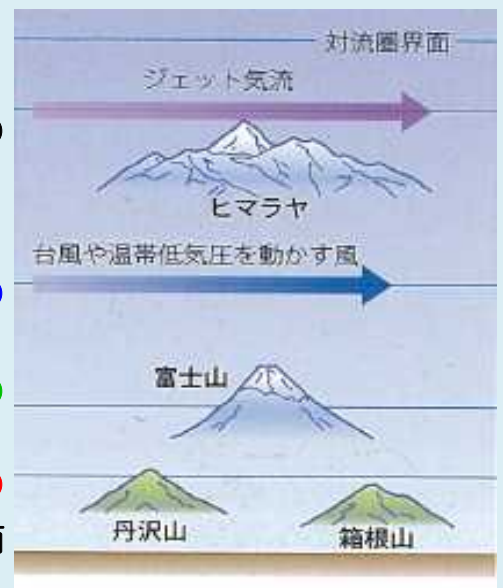 対流圏界面
ジェット気流
ヒマラヤ
台風や温帯低気圧を動かす風
富士山
丹沢山
箱根山